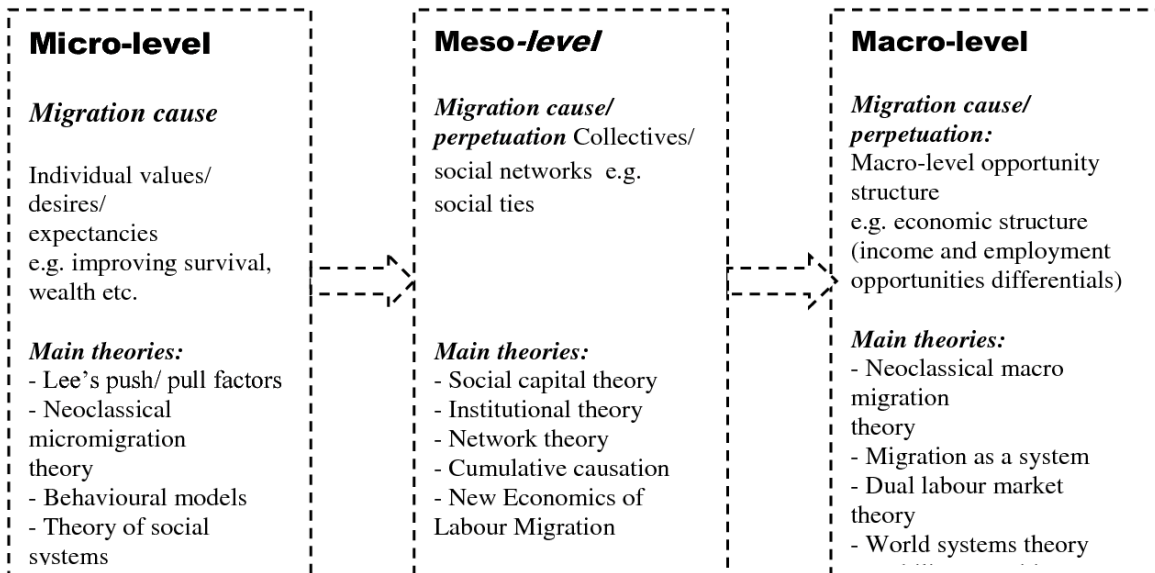 Micro-level
Migration cause
Individual values/
desires/
expectancies
e.g. improving survival,
wealth etc.
Main theories:
- Lee’s push/ pull factors
- Neoclassical
micromigration
theory
- Behavioural models
- Theory of social
systems
Meso-level
Migration cause/
perpetuation Collectives/
social networks e.g.
social ties
Main theories:
- Social capital theory
- Institutional theory
- Network theory
- Cumulative causation
- New Economics of
Labour Migration
Macro-level
Migration cause/
perpetuation:
Macro-level opportunity
structure
e.g. economic structure
(income and employment
opportunities differentials)
Main theories:
- Neoclassical macro
migration
theory
- Migration as a system
- Dual labour market
theory
- World systems theory